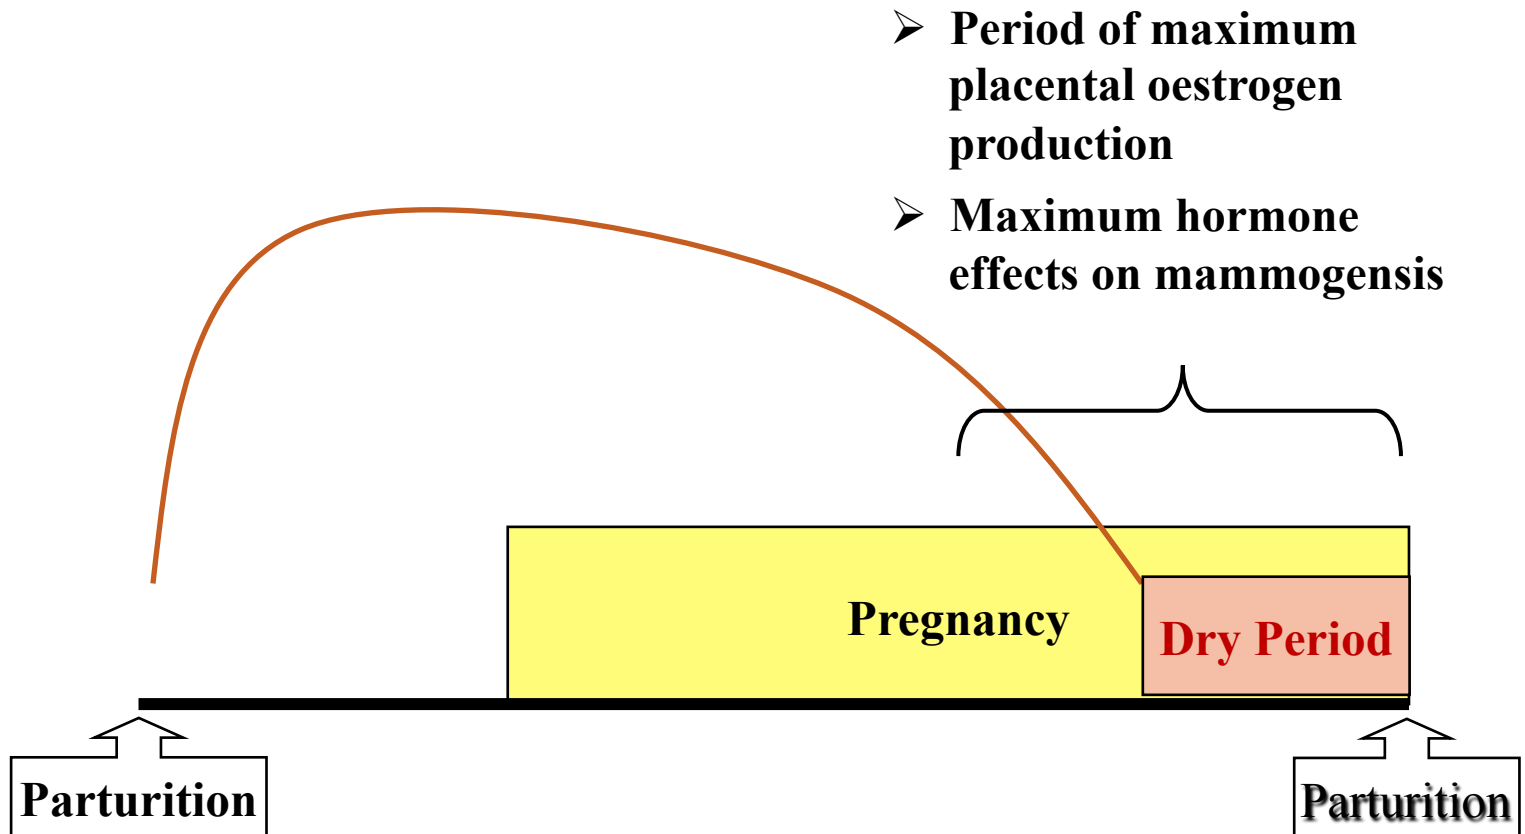 ➢ Period of maximum
placental oestrogen
production
➢ Maximum hormone
effects on mammogensis
Pregnancy
Dry Period
Parturition
Parturition